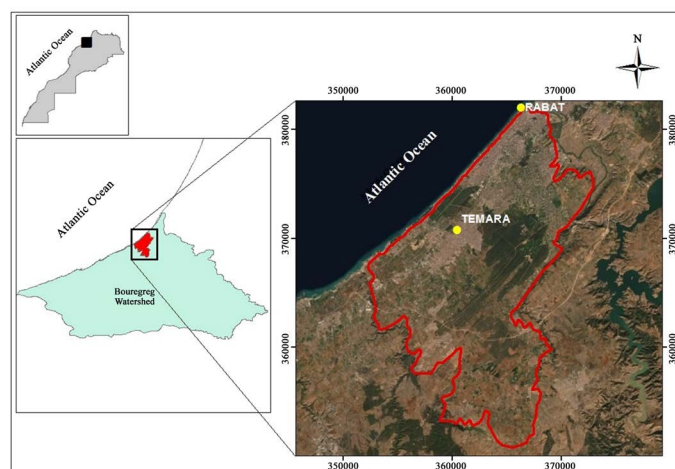 Atlantic Ocean
N
350000
360000
370000
RABAT
380000
380000
Atlantic Ocean
Atlantic Ocean
TEMARA
370000
370000
Bouregreg
Watershed
360000
360000
350000
360000
370000